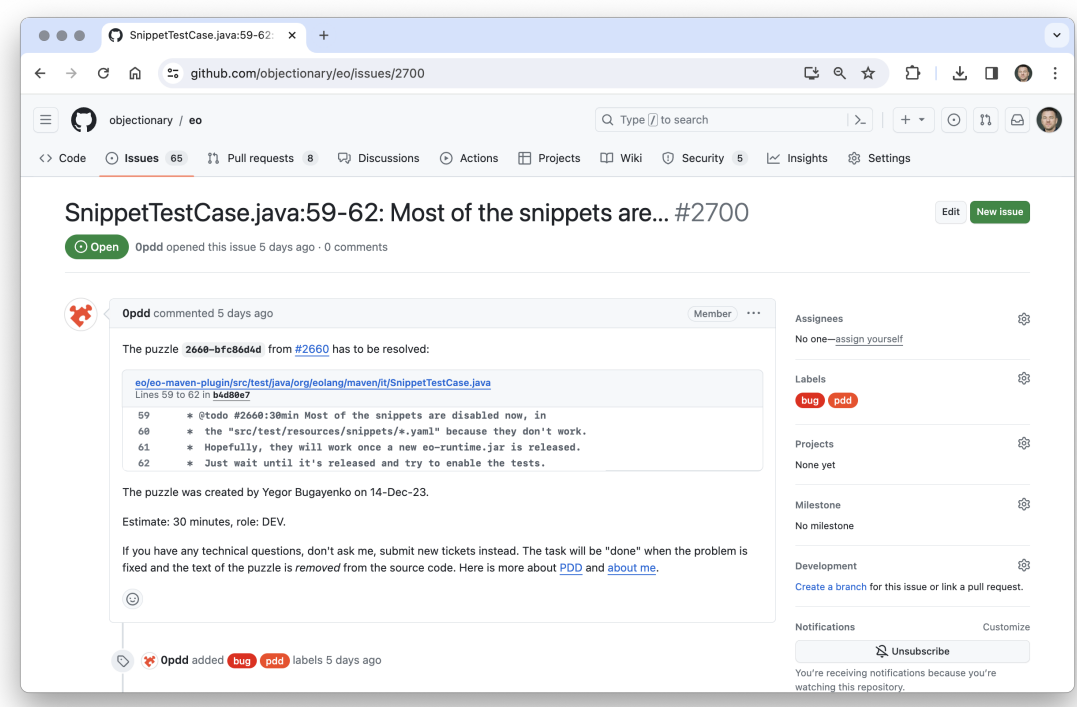 SnippetTestCase.java:59-62:
github.com/objectionary/eo/issues/2700
objectionary / eo
Type / to search
Code Issues 65 Pull requests 8 Discussions Actions Projects Wiki Security 5 Insights Settings
SnippetTestCase.java:59-62: Most of the snippets are... #2700
Edit New issue
Open 0pdd opened this issue 5 days ago · 0 comments
0pdd commented 5 days ago
Member
The puzzle 2660-bfc86d4d from #2660 has to be resolved:
eo/eo-maven-plugin/src/test/java/org/eolang/maven/it/SnippetTestCase.java
Lines 59 to 62 in b4d80e7
59 * @todo #2660:30min Most of the snippets are disabled now, in
60 * the "src/test/resources/snippets/*.yaml" because they don't work.
61 * Hopefully, they will work once a new eo-runtime.jar is released.
62 * Just wait until it's released and try to enable the tests.
The puzzle was created by Yegor Bugayenko on 14-Dec-23.
Estimate: 30 minutes, role: DEV.
If you have any technical questions, don't ask me, submit new tickets instead. The task will be "done" when the problem is
fixed and the text of the puzzle is removed from the source code. Here is more about PDD and about me.
0pdd added bug pdd labels 5 days ago
Assignees
No one—assign yourself
Labels
bug pdd
Projects
None yet
Milestone
No milestone
Development
Create a branch for this issue or link a pull request.
Notifications
Customize
Unsubscribe
You're receiving notifications because you're
watching this repository.